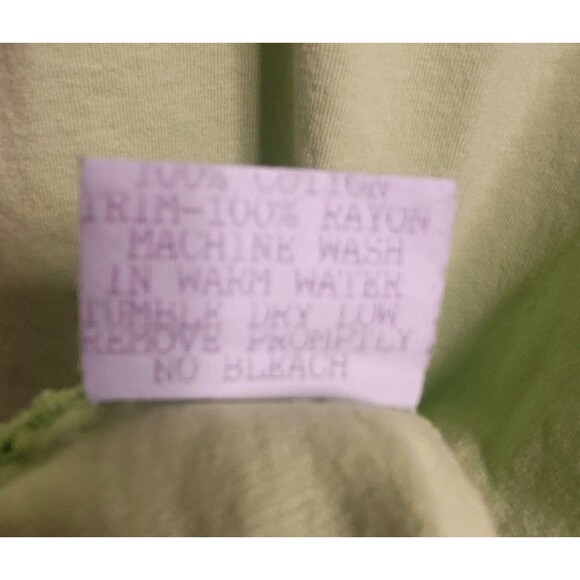 100% COTTON
TRIM-100% RAYON
MACHINE WASH
IN WARM WATER
TUMBLE DRY LOW
REMOVE PROMPTLY
NO BLEACH